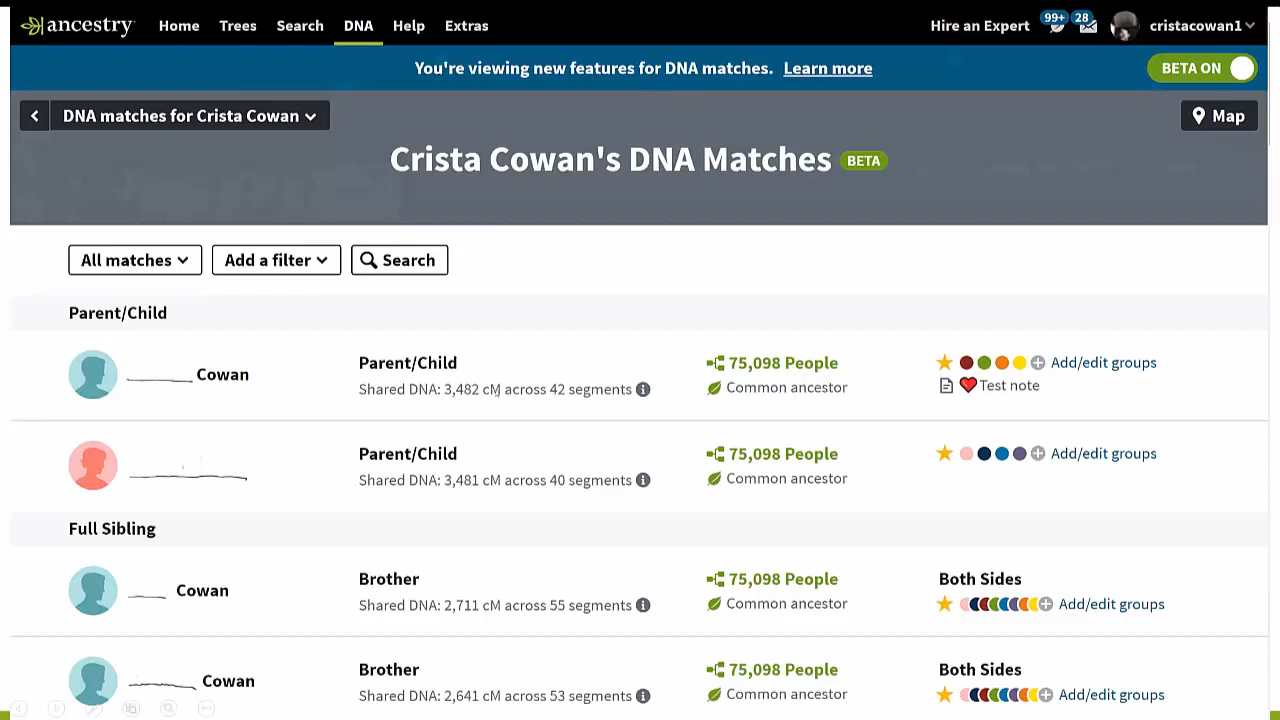 ancestry Home Trees Search DNA Help Extras Hire an Expert 99+ 28 cristacowan1
You're viewing new features for DNA matches. Learn more BETA ON
DNA matches for Crista Cowan Map
Crista Cowan's DNA Matches BETA
All matches Add a filter Search
Parent/Child
Cowan Parent/Child 75,098 People Add/edit groups
Shared DNA: 3,482 cM across 42 segments Common ancestor Test note
Parent/Child 75,098 People Add/edit groups
Shared DNA: 3,481 cM across 40 segments Common ancestor
Full Sibling
Cowan Brother 75,098 People Both Sides
Shared DNA: 2,711 cM across 55 segments Common ancestor Add/edit groups
Cowan Brother 75,098 People Both Sides
Shared DNA: 2,641 cM across 53 segments Common ancestor Add/edit groups